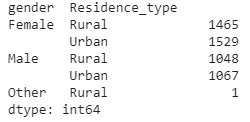 gender Residence_type
Female Rural 1465
Urban 1529
Male Rural 1048
Urban 1067
Other Rural 1
dtype: int64